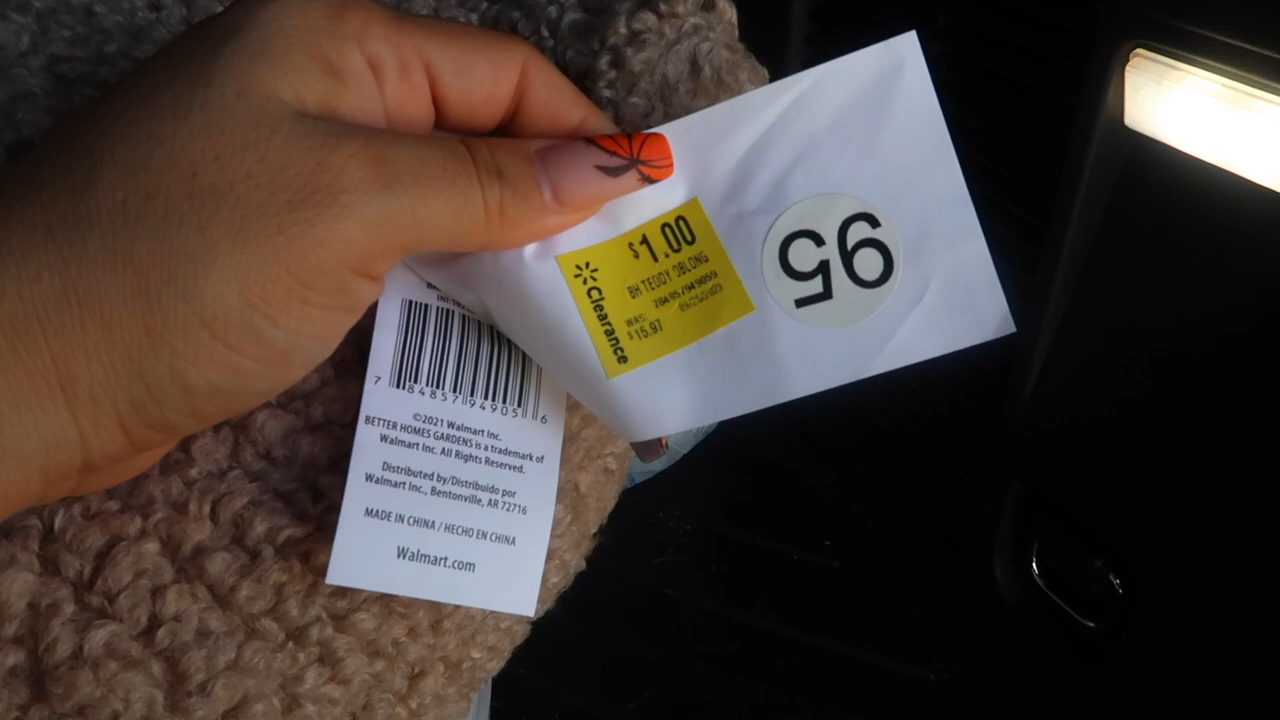 $1.00
BH TEDDY OBLONG
WAS:
$15.97
Clearance
95
7 84857 94905 6
©2021 Walmart Inc.
BETTER HOMES GARDENS is a trademark of
Walmart Inc. All Rights Reserved.
Distributed by/Distribuido por
Walmart Inc., Bentonville, AR 72716
MADE IN CHINA / HECHO EN CHINA
Walmart.com